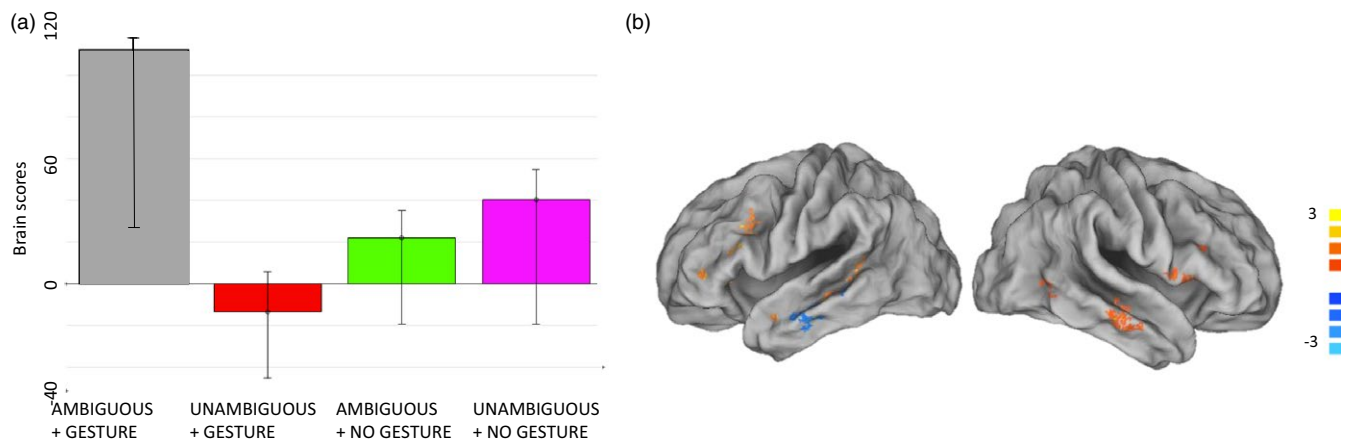 (a)
120
60
0
-40
Brain scores
AMBIGUOUS
+ GESTURE
UNAMBIGUOUS
+ GESTURE
AMBIGUOUS
+ NO GESTURE
UNAMBIGUOUS
+ NO GESTURE
(b)
3
-3